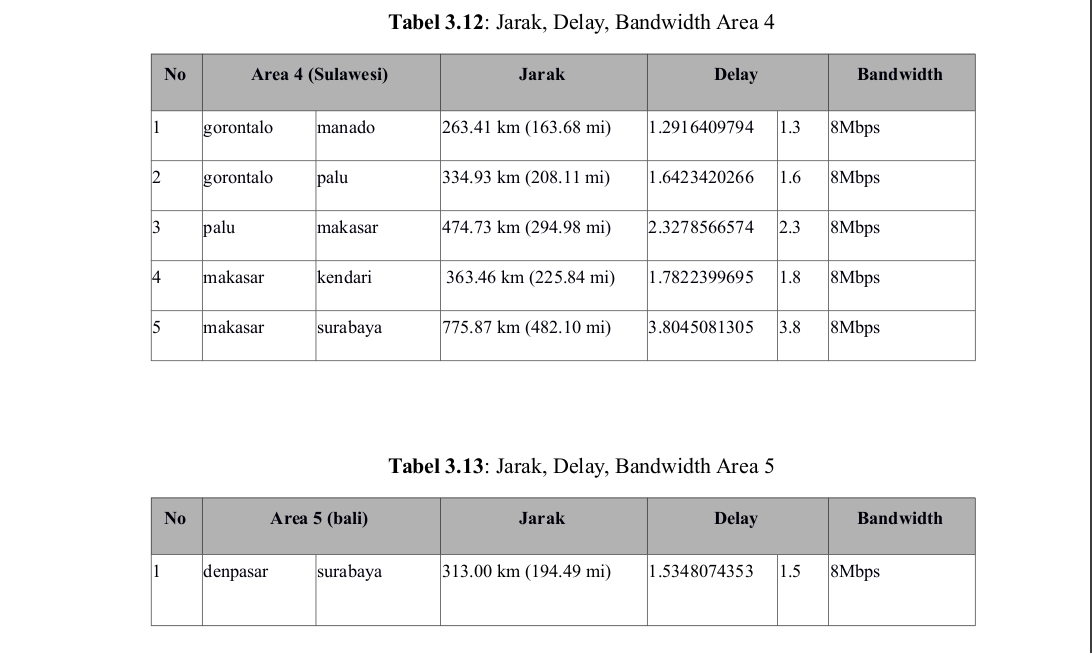 Tabel 3.12: Jarak, Delay, Bandwidth Area 4
No Area 4 (Sulawesi) Jarak Delay Bandwidth
1 gorontalo manado 263.41 km (163.68 mi) 1.2916409794 1.3 8Mbps
2 gorontalo palu 334.93 km (208.11 mi) 1.6423420266 1.6 8Mbps
3 palu makasar 474.73 km (294.98 mi) 2.3278566574 2.3 8Mbps
4 makasar kendari 363.46 km (225.84 mi) 1.7822399695 1.8 8Mbps
5 makasar surabaya 775.87 km (482.10 mi) 3.8045081305 3.8 8Mbps
Tabel 3.13: Jarak, Delay, Bandwidth Area 5
No Area 5 (bali) Jarak Delay Bandwidth
1 denpasar surabaya 313.00 km (194.49 mi) 1.5348074353 1.5 8Mbps